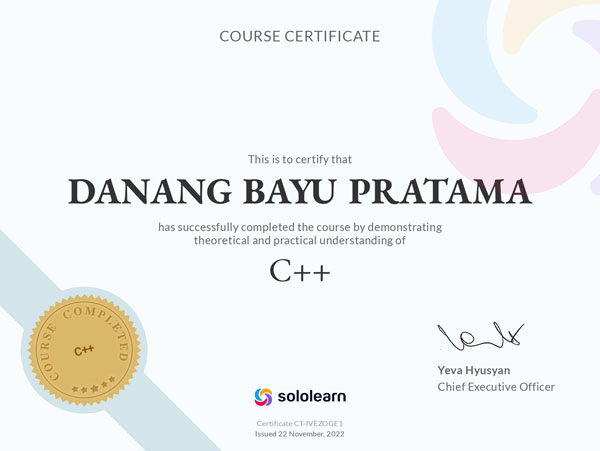 COURSE CERTIFICATE
This is to certify that
DANANG BAYU PRATAMA
has successfully completed the course by demonstrating
theoretical and practical understanding of
C++
COURSE COMPLETED
C++
Yeva Hyusyan
Chief Executive Officer
sololearn
Certificate CT-IVEZOGE1
Issued 22 November, 2022